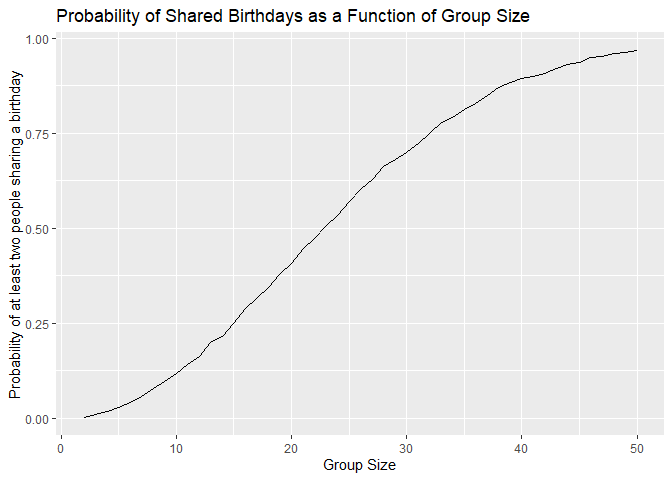 Probability of Shared Birthdays as a Function of Group Size
Probability of at least two people sharing a birthday
1.00
0.75
0.50
0.25
0.00
0 10 20 30 40 50
Group Size